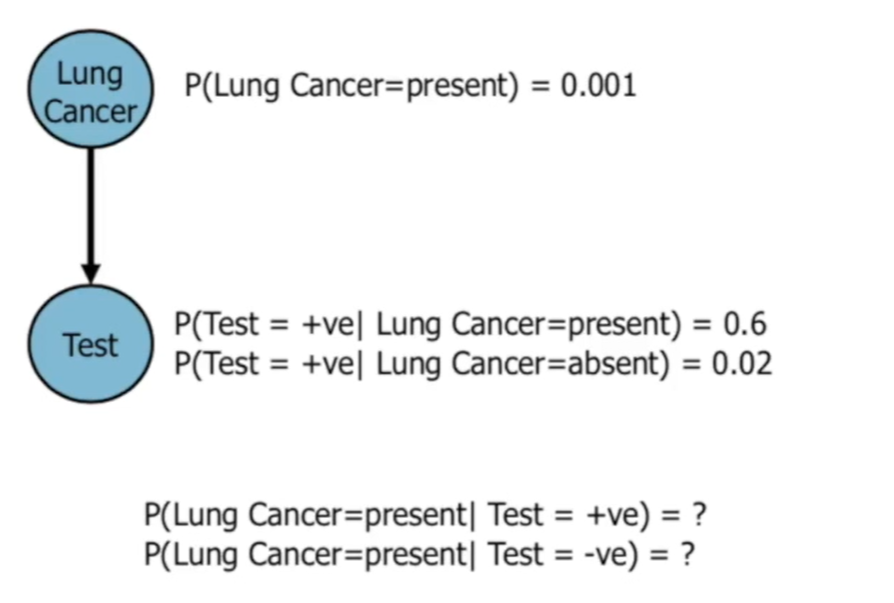 Lung
Cancer
P(Lung Cancer=present) = 0.001
Test
P(Test = +ve| Lung Cancer=present) = 0.6
P(Test = +ve| Lung Cancer=absent) = 0.02
P(Lung Cancer=present| Test = +ve) = ?
P(Lung Cancer=present| Test = -ve) = ?